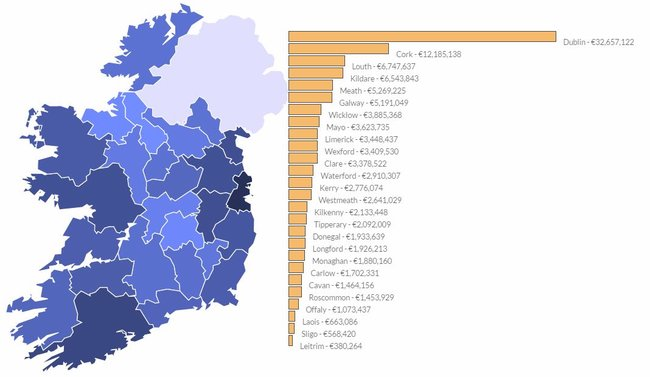 Dublin - €32,657,122
Cork - €12,185,138
Louth - €6,747,637
Kildare - €6,543,843
Meath - €5,269,225
Galway - €5,191,049
Wicklow - €3,885,368
Mayo - €3,623,735
Limerick - €3,448,437
Wexford - €3,409,530
Clare - €3,378,522
Waterford - €2,910,307
Kerry - €2,776,074
Westmeath - €2,641,029
Kilkenny - €2,133,448
Tipperary - €2,092,009
Donegal - €1,933,639
Longford - €1,926,213
Monaghan - €1,880,160
Carlow - €1,702,331
Cavan - €1,464,156
Roscommon - €1,453,929
Offaly - €1,073,437
Laois - €663,086
Sligo - €568,420
Leitrim - €380,264